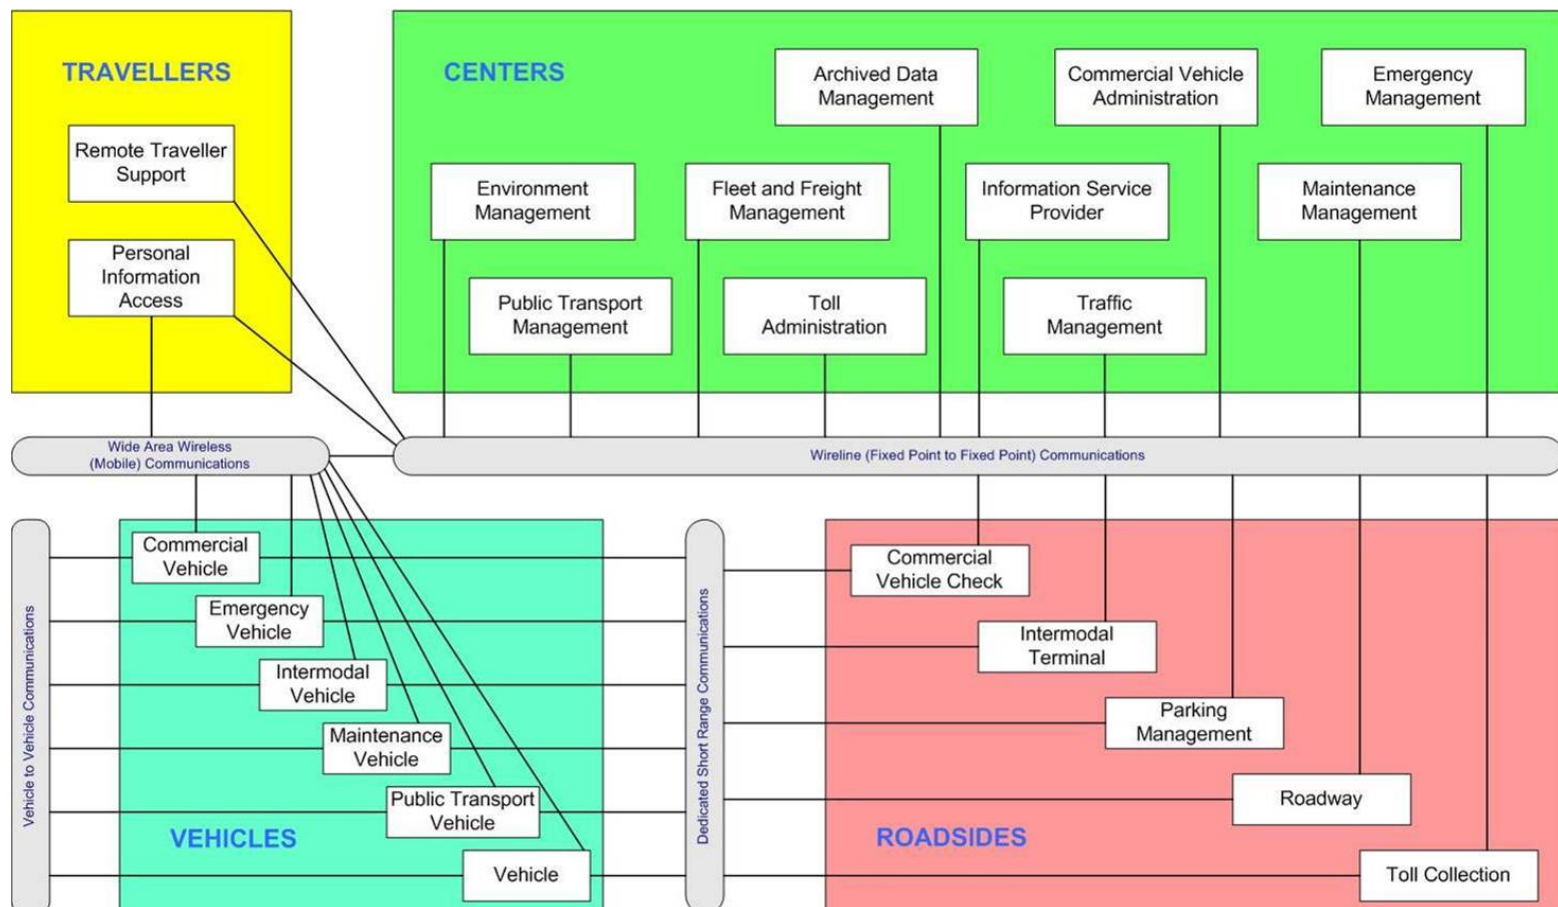 TRAVELLERS
Remote Traveller
Support
Personal
Information
Access
CENTERS
Archived Data
Management
Commercial Vehicle
Administration
Emergency
Management
Environment
Management
Fleet and Freight
Management
Information Service
Provider
Maintenance
Management
Public Transport
Management
Toll
Administration
Traffic
Management
Wide Area Wireless
(Mobile) Communications
Wireline (Fixed Point to Fixed Point) Communications
Vehicle to Vehicle Communications
Commercial
Vehicle
Emergency
Vehicle
Intermodal
Vehicle
Maintenance
Vehicle
Public Transport
Vehicle
Vehicle
VEHICLES
Dedicated Short Range Communications
Commercial
Vehicle Check
Intermodal
Terminal
Parking
Management
Roadway
Toll Collection
ROADSIDES